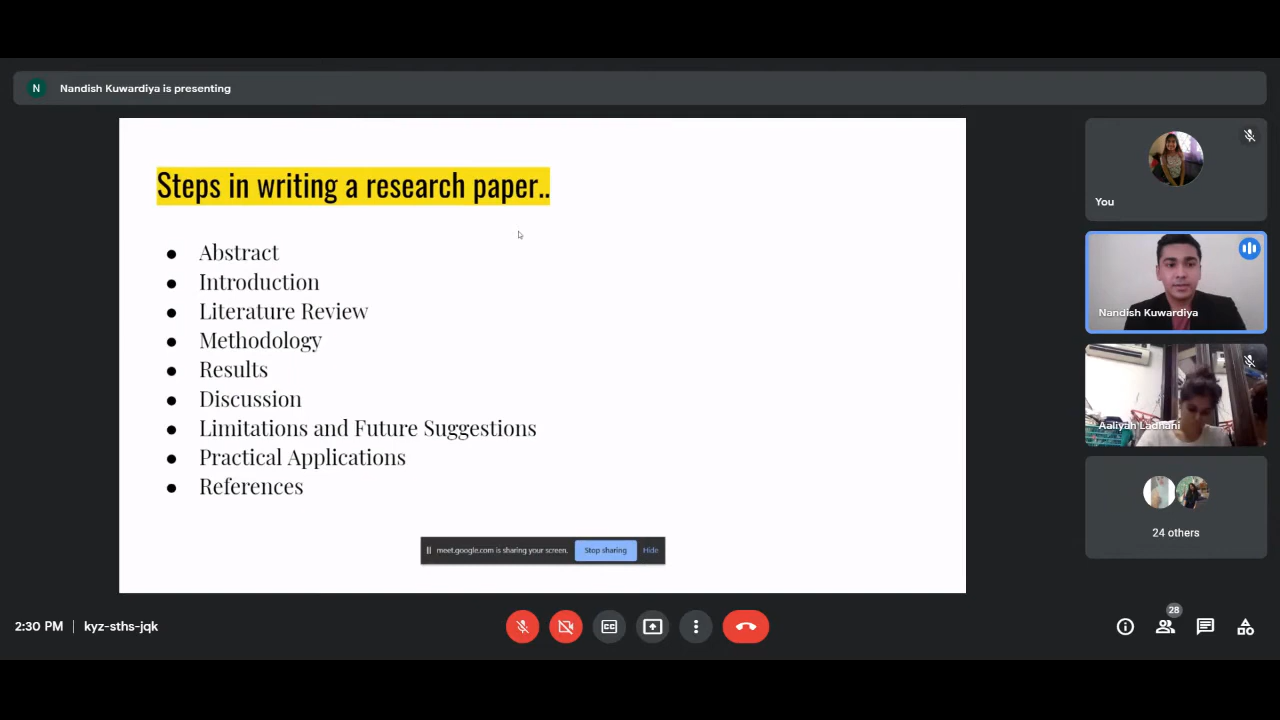 N Nandish Kuwardiya is presenting
Steps in writing a research paper..
● Abstract
● Introduction
● Literature Review
● Methodology
● Results
● Discussion
● Limitations and Future Suggestions
● Practical Applications
● References
meet.google.com is sharing your screen. Stop sharing Hide
You
Nandish Kuwardiya
Aaliyah Ladhani
24 others
2:30 PM | kyz-sths-jqk
CC
28